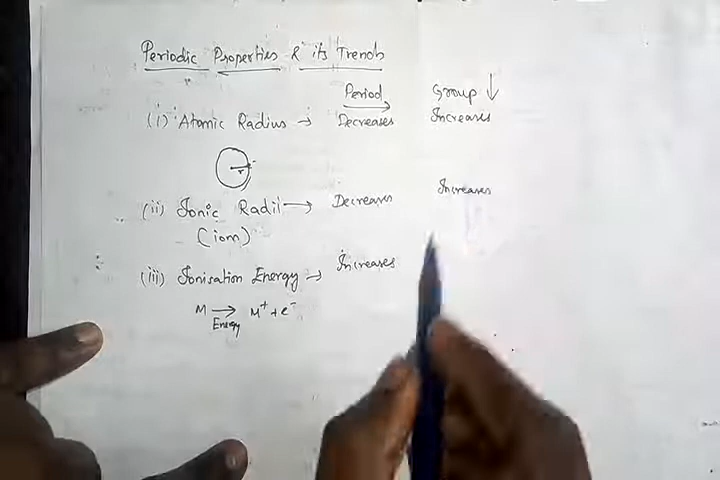 Periodic Properties & its Trends
Period → Group ↓
(i) Atomic Radius → Decreases Increases
r
(ii) Ionic Radii → Decreases Increases
(ion)
(iii) Ionisation Energy → Increases
M → M⁺ + e⁻
Energy